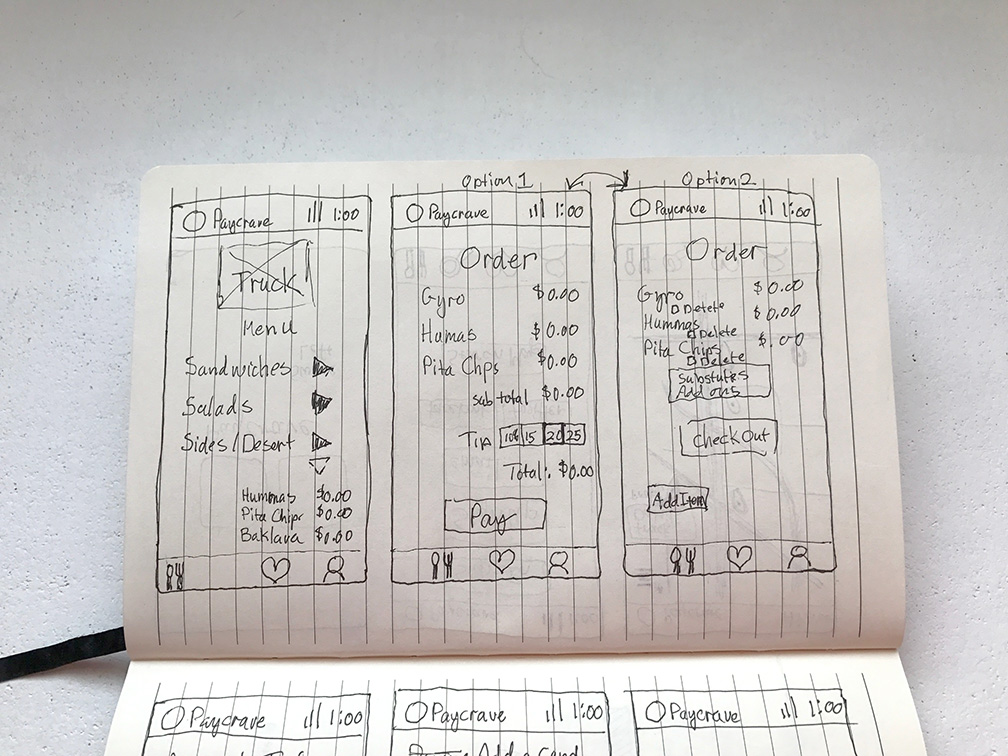 Option 1
Option 2
Paycrave 1:00
Truck
Menu
Sandwiches
Salads
Sides/Desert
Hummas $0.00
Pita Chips $0.00
Baklava $0.00
Paycrave 1:00
Order
Gyro $0.00
Humas $0.00
Pita Chps $0.00
sub total $0.00
Tip 10% 15 20 25
Total: $0.00
Pay
Paycrave 1:00
Order
Gyro $0.00
Delete
Hummas $0.00
Delete
Pita Chips $.00
Delete
Substutes
Add ons
Check Out
Add Item
Paycrave 1:00
Paycrave 1:00
Add a Card
Paycrave 1:00